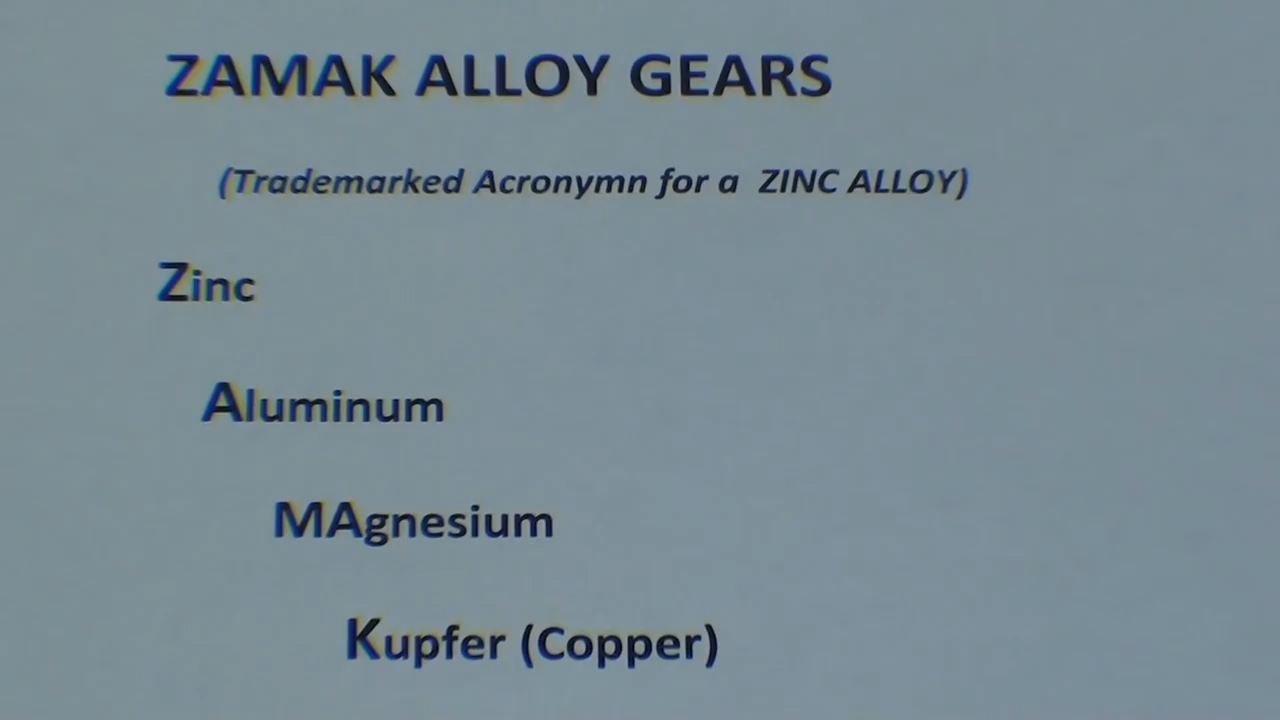 ZAMAK ALLOY GEARS
(Trademarked Acronymn for a ZINC ALLOY)
Zinc
Aluminum
MAgnesium
Kupfer (Copper)